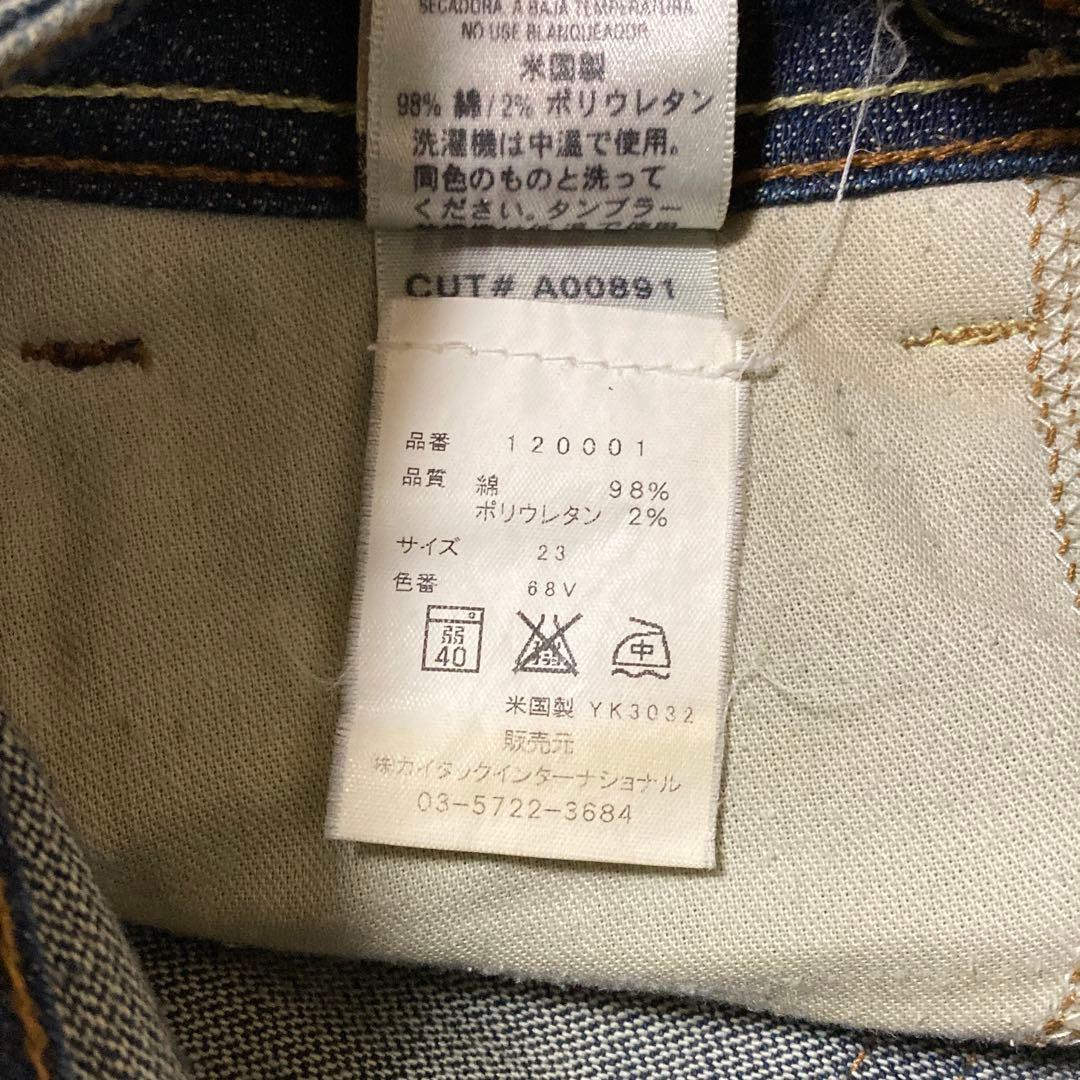 SECADORA A BAJA TEMPERATURA.
NO USE BLANQUEADOR
米国製
98% 綿/2% ポリウレタン
洗濯機は中温で使用。
同色のものと洗って
ください。タンブラー
CUT# A00891
品番 120001
品質 綿 98%
ポリウレタン 2%
サイズ 23
色番 68V
弱 40 中
米国製 YK3032
販売元
㈱カイタックインターナショナル
03-5722-3684